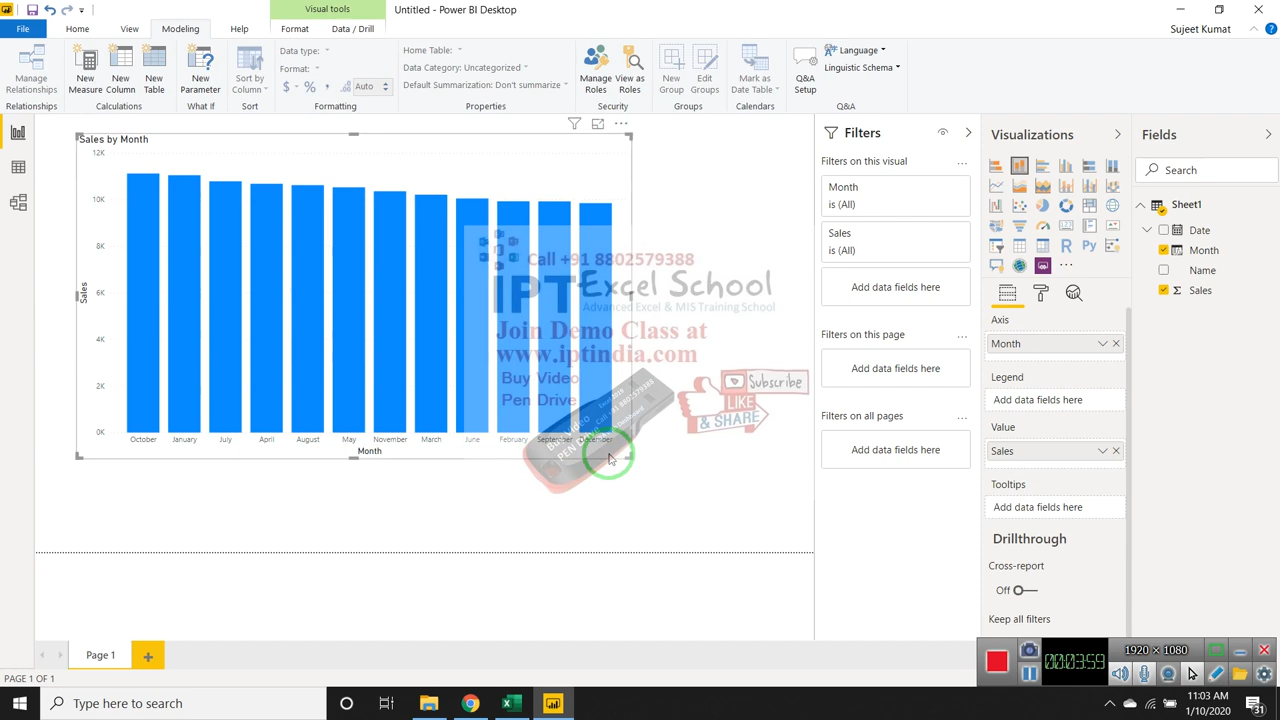 Visual tools
Untitled - Power BI Desktop
Sujeet Kumat
File
Home
View
Modeling
Help
Format
Data / Drill
Manage Relationships
New Measure
New Column
New Table
New Parameter
Sort by Column
Data type:
Format:
$ % , Auto
Home Table:
Data Category: Uncategorized
Default Summarization: Don't summarize
Manage Roles
View as Roles
New Group
Edit Groups
Mark as Date Table
Q&A Setup
Language
Linguistic Schema
Relationships
Calculations
What If
Sort
Formatting
Properties
Security
Groups
Calendars
Q&A
Sales by Month
12K
10K
8K
6K
4K
2K
0K
Sales
October January July April August May November March June February September December
Month
Call +91 8802579388
iPT Excel School
Advanced Excel & MIS Training School
Join Demo Class at
www.iptindia.com
Buy Video
Pen Drive
Subscribe
LIKE
& SHARE
BUY VIDEO
PEN DRIVE
Filters
Filters on this visual
Month
is (All)
Sales
is (All)
Add data fields here
Filters on this page
Add data fields here
Filters on all pages
Add data fields here
Visualizations
R Py
Axis
Month
Legend
Add data fields here
Value
Sales
Tooltips
Add data fields here
Drillthrough
Cross-report
Off
Keep all filters
Fields
Search
Sheet1
Date
Month
Name
Sales
Page 1
PAGE 1 OF 1
00:03:59
1920 × 1080
Type here to search
11:03 AM
1/10/2020
31